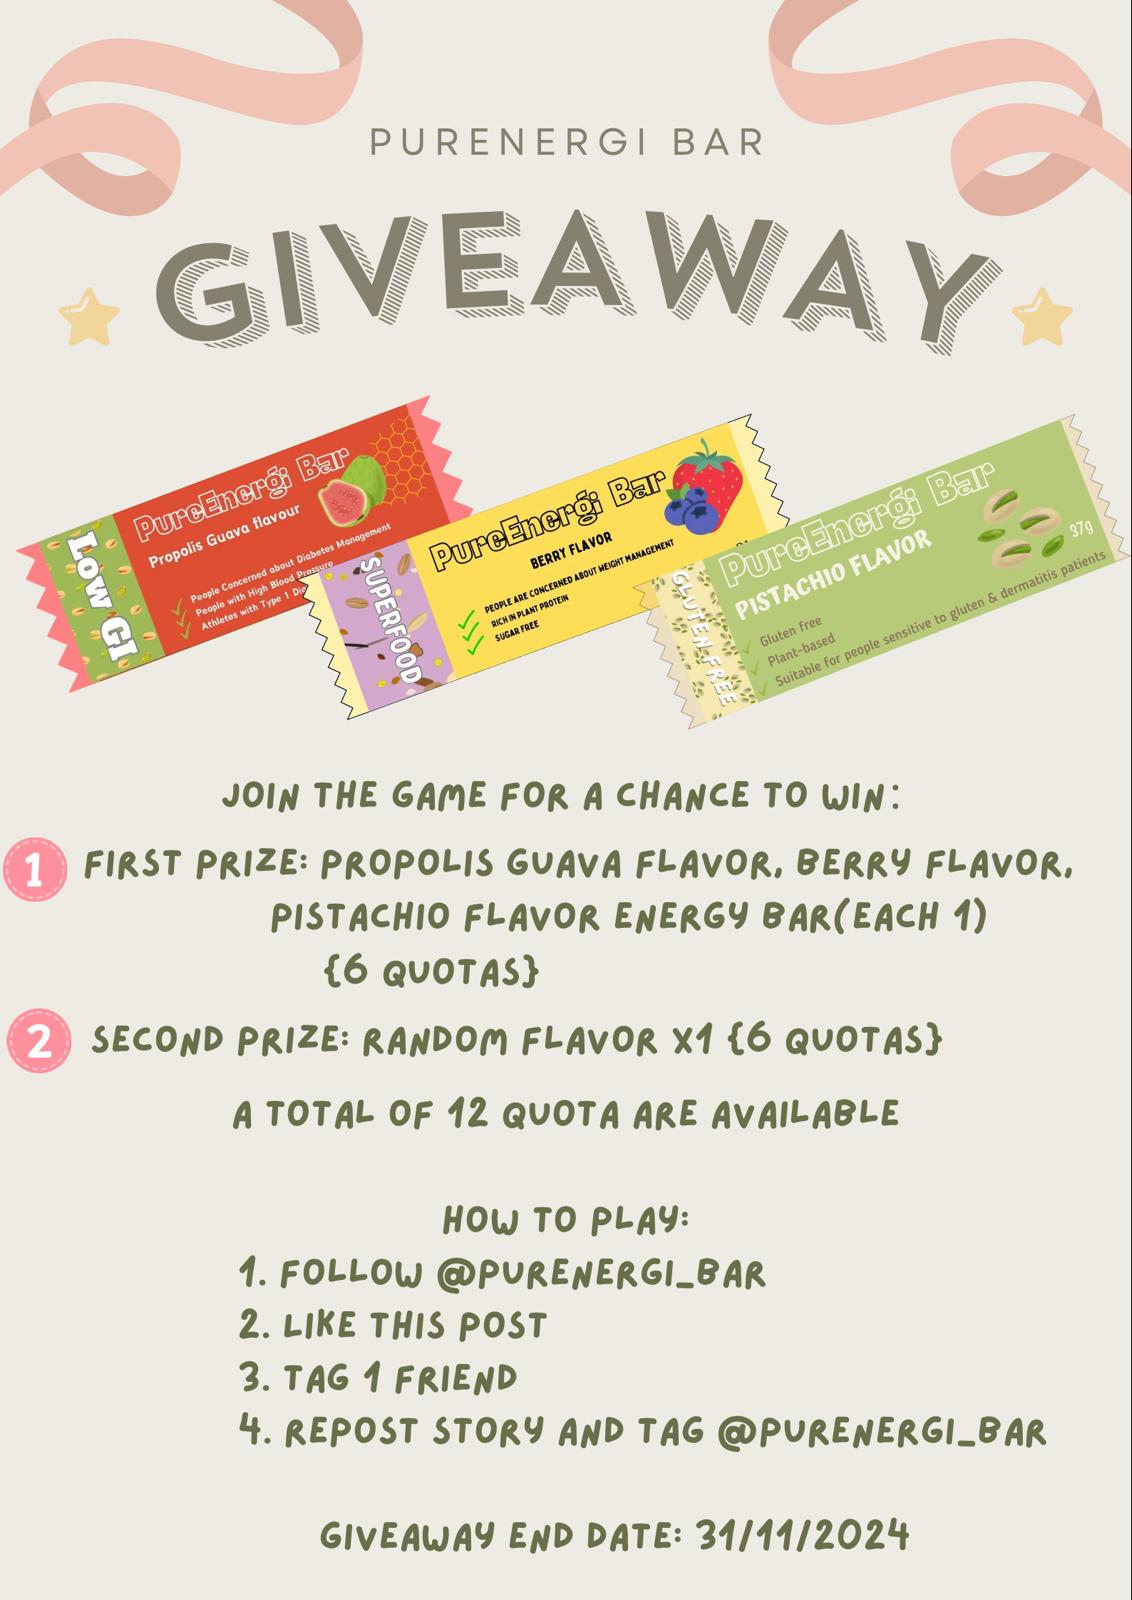 PURENERGI BAR
GIVEAWAY
PureEnergi Bar
Propolis Guava flavour
Low GI
People Concerned about Diabetes Management
People with High Blood Pressure
Athletes with Type 1
PureEnergi Bar
BERRY FLAVOR
SUPERFOOD
PEOPLE ARE CONCERNED ABOUT WEIGHT MANAGEMENT
RICH IN PLANT PROTEIN
SUGAR FREE
PureEnergi Bar
PISTACHIO FLAVOR
37g
GLUTEN FREE
Gluten free
Plant-based
Suitable for people sensitive to gluten & dermatitis patients
JOIN THE GAME FOR A CHANCE TO WIN:
1 FIRST PRIZE: PROPOLIS GUAVA FLAVOR, BERRY FLAVOR,
PISTACHIO FLAVOR ENERGY BAR(EACH 1)
{6 QUOTAS}
2 SECOND PRIZE: RANDOM FLAVOR X1 {6 QUOTAS}
A TOTAL OF 12 QUOTA ARE AVAILABLE
HOW TO PLAY:
1. FOLLOW @PURENERGI_BAR
2. LIKE THIS POST
3. TAG 1 FRIEND
4. REPOST STORY AND TAG @PURENERGI_BAR
GIVEAWAY END DATE: 31/11/2024